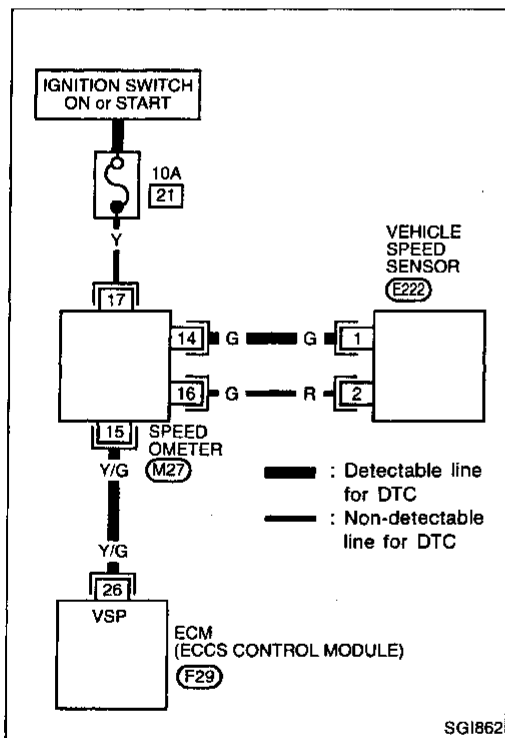 IGNITION SWITCH
ON or START
10A
21
Y
17
VEHICLE
SPEED
SENSOR
E222
14
G
G
1
16
G
R
2
15
SPEED
OMETER
M27
Y/G
: Detectable line
for DTC
: Non-detectable
line for DTC
Y/G
26
VSP
ECM
(ECCS CONTROL MODULE)
F29
SGI862